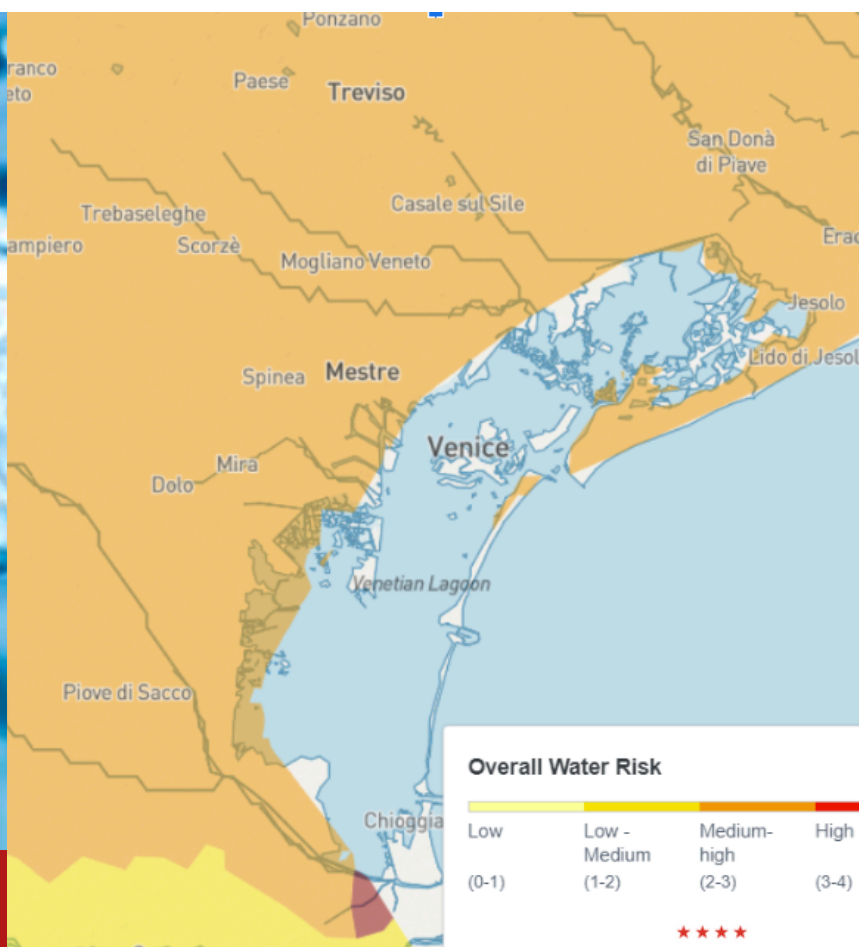 Ponzano
ranco
eto
Paese
Treviso
San Donà
di Piave
Casale sul Sile
Trebaseleghe
ampiero
Scorzè
Mogliano Veneto
Erac
Jesolo
Lido di Jesol
Spinea
Mestre
Venice
Mira
Dolo
Venetian Lagoon
Piove di Sacco
Chioggia
Overall Water Risk
Low
Low -
Medium
Medium-
high
High
(0-1)
(1-2)
(2-3)
(3-4)